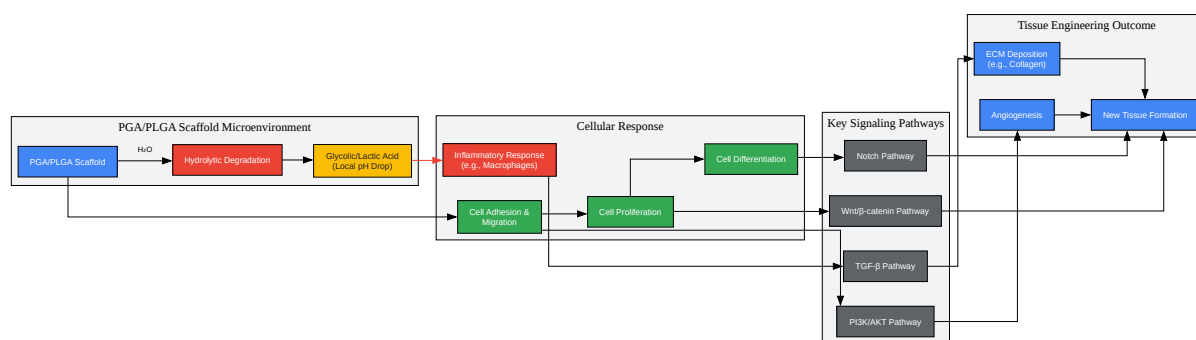 Tissue Engineering Outcome
ECM Deposition
(e.g., Collagen)
Angiogenesis
New Tissue Formation
PGA/PLGA Scaffold Microenvironment
PGA/PLGA Scaffold
H₂O
Hydrolytic Degradation
Glycolic/Lactic Acid
(Local pH Drop)
Cellular Response
Inflammatory Response
(e.g., Macrophages)
Cell Differentiation
Cell Adhesion &
Migration
Cell Proliferation
Key Signaling Pathways
Notch Pathway
Wnt/β-catenin Pathway
TGF-β Pathway
PI3K/AKT Pathway